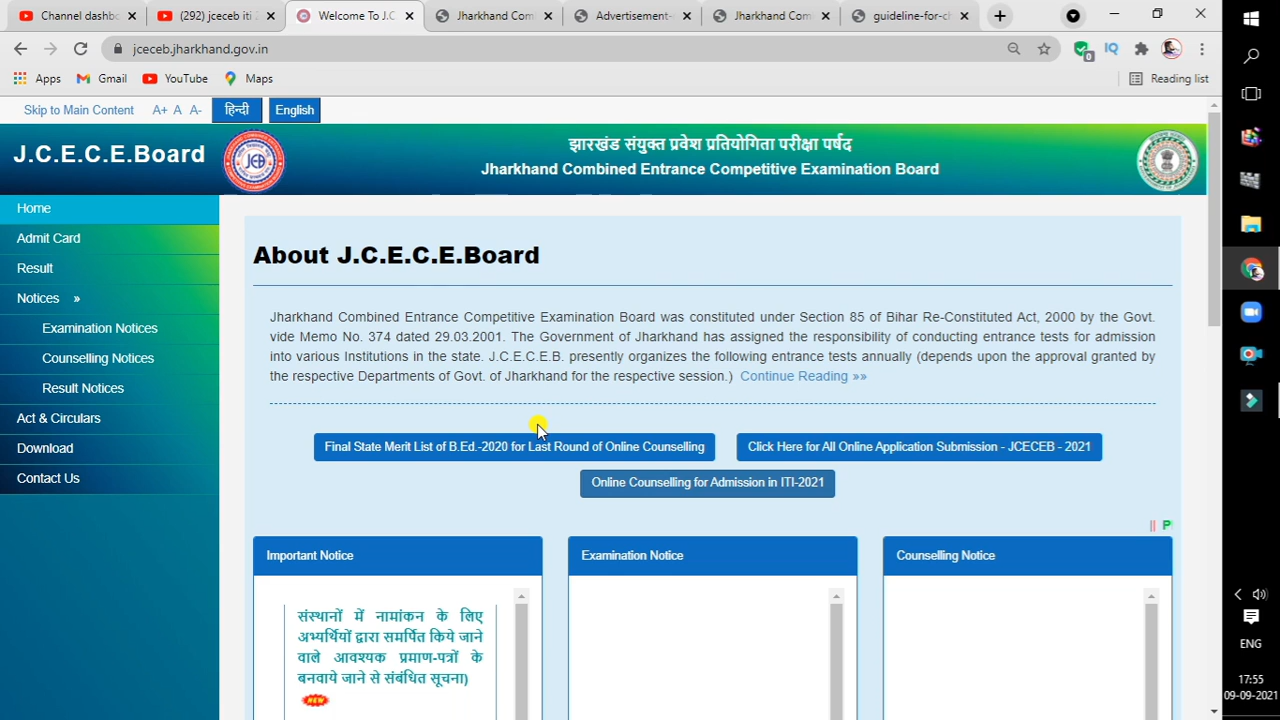 Channel dashbo
(292) jceceb iti 2
Welcome To J.C
Jharkhand Com
Advertisement-
Jharkhand Com
guideline-for-c
jceceb.jharkhand.gov.in
0
IQ
Apps
Gmail
YouTube
Maps
Reading list
Skip to Main Content
A+ A A-
हिन्दी
English
J.C.E.C.E.Board
JEB
झारखंड संयुक्त प्रवेश प्रतियोगिता परीक्षा पर्षद
Jharkhand Combined Entrance Competitive Examination Board
Home
Admit Card
Result
Notices »
Examination Notices
Counselling Notices
Result Notices
Act & Circulars
Download
Contact Us
About J.C.E.C.E.Board
Jharkhand Combined Entrance Competitive Examination Board was constituted under Section 85 of Bihar Re-Constituted Act, 2000 by the Govt.
vide Memo No. 374 dated 29.03.2001. The Government of Jharkhand has assigned the responsibility of conducting entrance tests for admission
into various Institutions in the state. J.C.E.C.E.B. presently organizes the following entrance tests annually (depends upon the approval granted by
the respective Departments of Govt. of Jharkhand for the respective session.) Continue Reading »»
Final State Merit List of B.Ed.-2020 for Last Round of Online Counselling
Click Here for All Online Application Submission - JCECEB - 2021
Online Counselling for Admission in ITI-2021
|| P
Important Notice
Examination Notice
Counselling Notice
संस्थानों में नामांकन के लिए
अभ्यर्थियों द्वारा समर्पित किये जाने
वाले आवश्यक प्रमाण-पत्रों के
बनवाये जाने से संबंधित सूचना)
NEW
ENG
17:55
09-09-2021